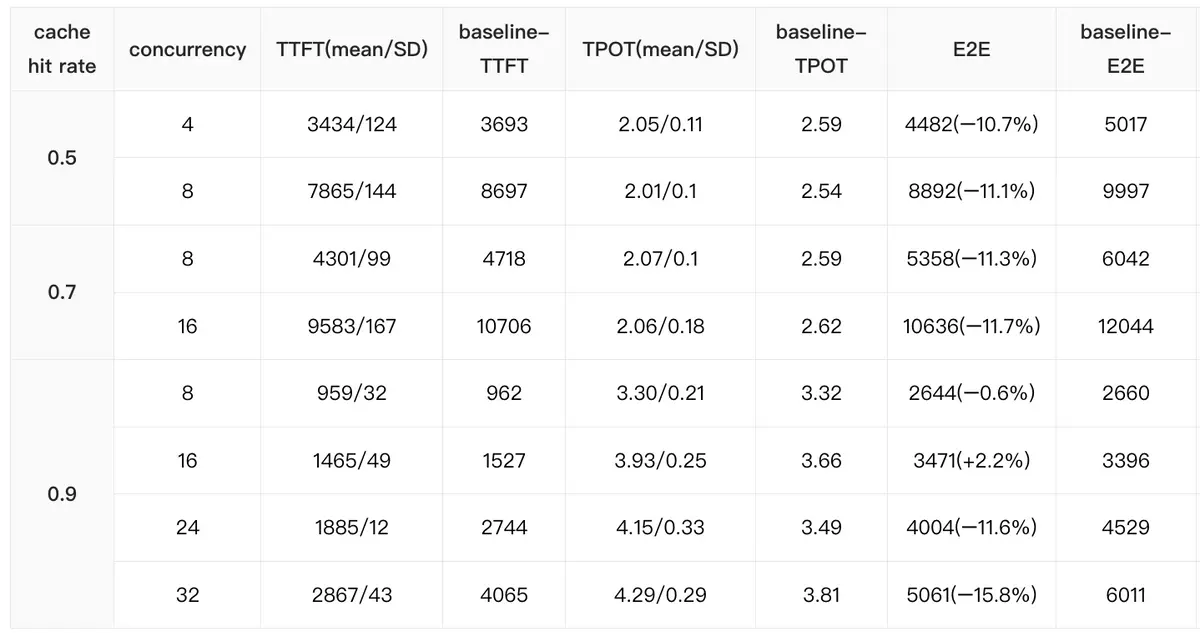 cache hit rate | concurrency | TTFT(mean/SD) | baseline-TTFT | TPOT(mean/SD) | baseline-TPOT | E2E | baseline-E2E
0.5 | 4 | 3434/124 | 3693 | 2.05/0.11 | 2.59 | 4482(−10.7%) | 5017
8 | 7865/144 | 8697 | 2.01/0.1 | 2.54 | 8892(−11.1%) | 9997
0.7 | 8 | 4301/99 | 4718 | 2.07/0.1 | 2.59 | 5358(−11.3%) | 6042
16 | 9583/167 | 10706 | 2.06/0.18 | 2.62 | 10636(−11.7%) | 12044
0.9 | 8 | 959/32 | 962 | 3.30/0.21 | 3.32 | 2644(−0.6%) | 2660
16 | 1465/49 | 1527 | 3.93/0.25 | 3.66 | 3471(+2.2%) | 3396
24 | 1885/12 | 2744 | 4.15/0.33 | 3.49 | 4004(−11.6%) | 4529
32 | 2867/43 | 4065 | 4.29/0.29 | 3.81 | 5061(−15.8%) | 6011